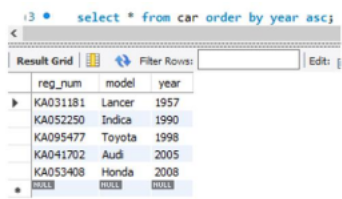 3 select * from car order by year asc;
Result Grid Filter Rows: Edit:
reg_num model year
KA031181 Lancer 1957
KA052250 Indica 1990
KA095477 Toyota 1998
KA041702 Audi 2005
KA053408 Honda 2008
NULL NULL NULL